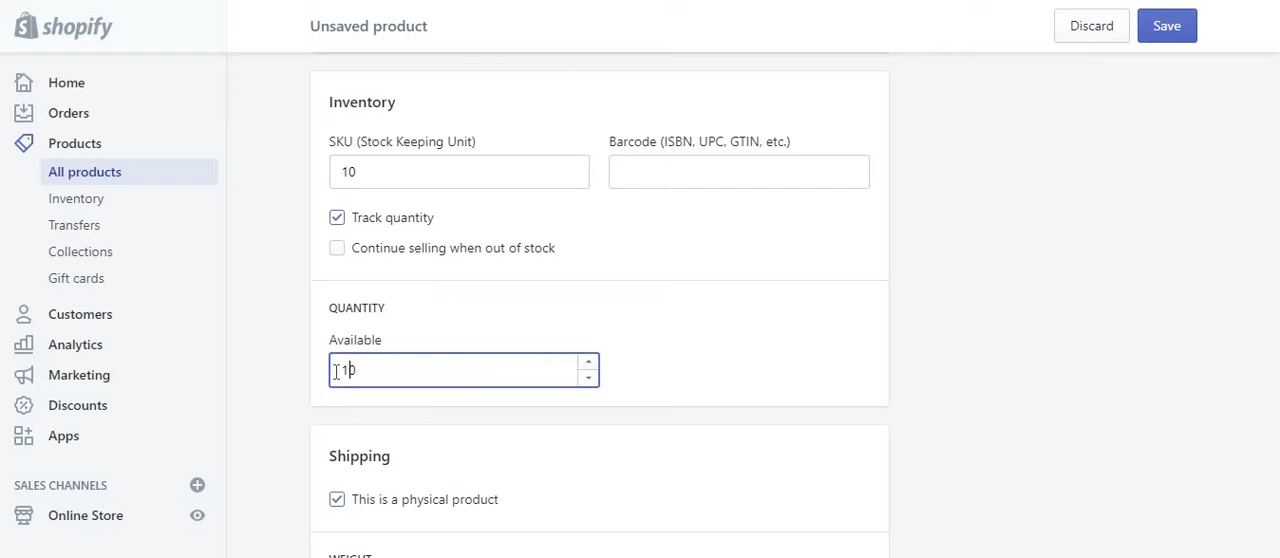 shopify
Unsaved product
Discard
Save
Home
Orders
Products
All products
Inventory
Transfers
Collections
Gift cards
Customers
Analytics
Marketing
Discounts
Apps
SALES CHANNELS
Online Store
Inventory
SKU (Stock Keeping Unit)
Barcode (ISBN, UPC, GTIN, etc.)
10
Track quantity
Continue selling when out of stock
QUANTITY
Available
10
Shipping
This is a physical product
WEIGHT